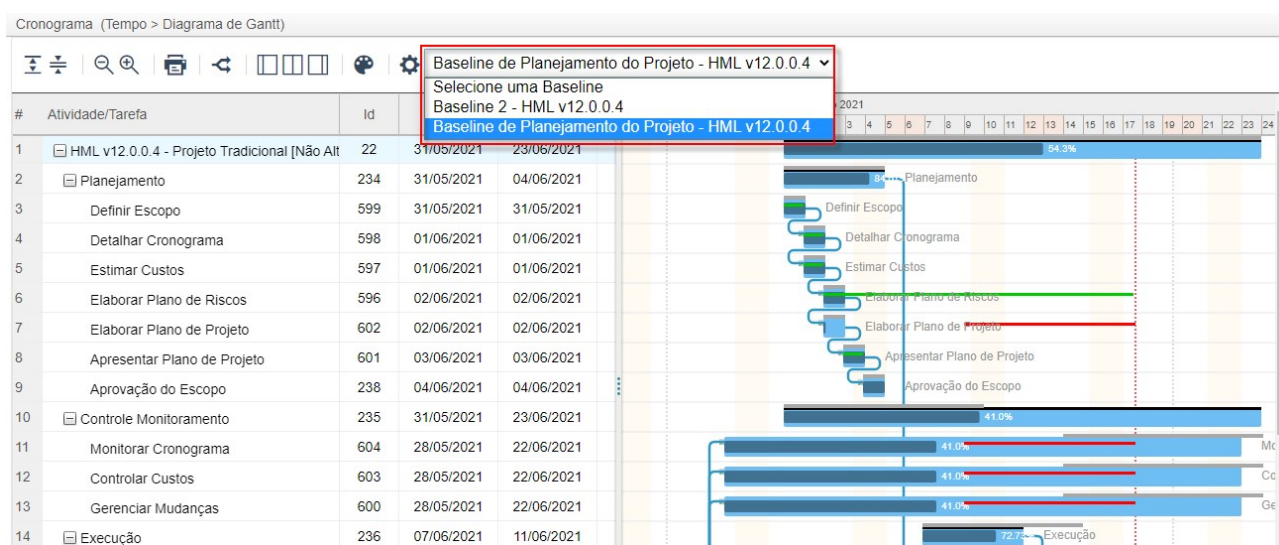 Cronograma (Tempo > Diagrama de Gantt)
Baseline de Planejamento do Projeto - HML v12.0.0.4
Selecione uma Baseline
Baseline 2 - HML v12.0.0.4
Baseline de Planejamento do Projeto - HML v12.0.0.4
# Atividade/Tarefa Id 2021
3 4 5 6 7 8 9 10 11 12 13 14 15 16 17 18 19 20 21 22 23 24
1 HML v12.0.0.4 - Projeto Tradicional [Não Alt 22 31/05/2021 23/06/2021 54.3%
2 Planejamento 234 31/05/2021 04/06/2021 Planejamento
3 Definir Escopo 599 31/05/2021 31/05/2021 Definir Escopo
4 Detalhar Cronograma 598 01/06/2021 01/06/2021 Detalhar Cronograma
5 Estimar Custos 597 01/06/2021 01/06/2021 Estimar Custos
6 Elaborar Plano de Riscos 596 02/06/2021 02/06/2021 Elaborar Plano de Riscos
7 Elaborar Plano de Projeto 602 02/06/2021 02/06/2021 Elaborar Plano de Projeto
8 Apresentar Plano de Projeto 601 03/06/2021 03/06/2021 Apresentar Plano de Projeto
9 Aprovação do Escopo 238 04/06/2021 04/06/2021 Aprovação do Escopo
10 Controle Monitoramento 235 31/05/2021 23/06/2021 41.0%
11 Monitorar Cronograma 604 28/05/2021 22/06/2021 41.0% Mo
12 Controlar Custos 603 28/05/2021 22/06/2021 41.0% Co
13 Gerenciar Mudanças 600 28/05/2021 22/06/2021 41.0% Ge
14 Execução 236 07/06/2021 11/06/2021 Execução